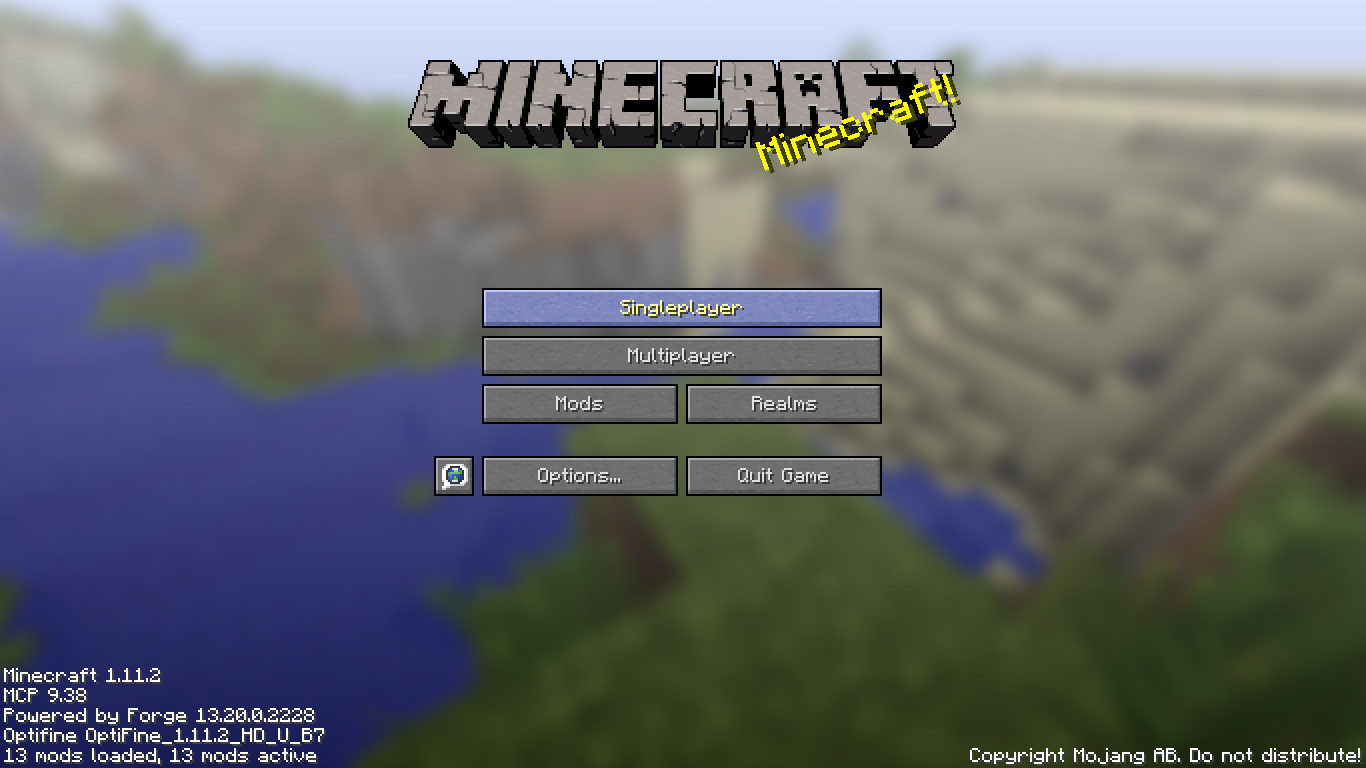 MINECRAFT
Minecraft!
Singleplayer
Multiplayer
Mods
Realms
Options...
Quit Game
Minecraft 1.11.2
MCP 9.38
Powered by Forge 13.20.0.2228
Optifine OptiFine_1.11.2_HD_U_B7
13 mods loaded, 13 mods active
Copyright Mojang AB. Do not distribute!